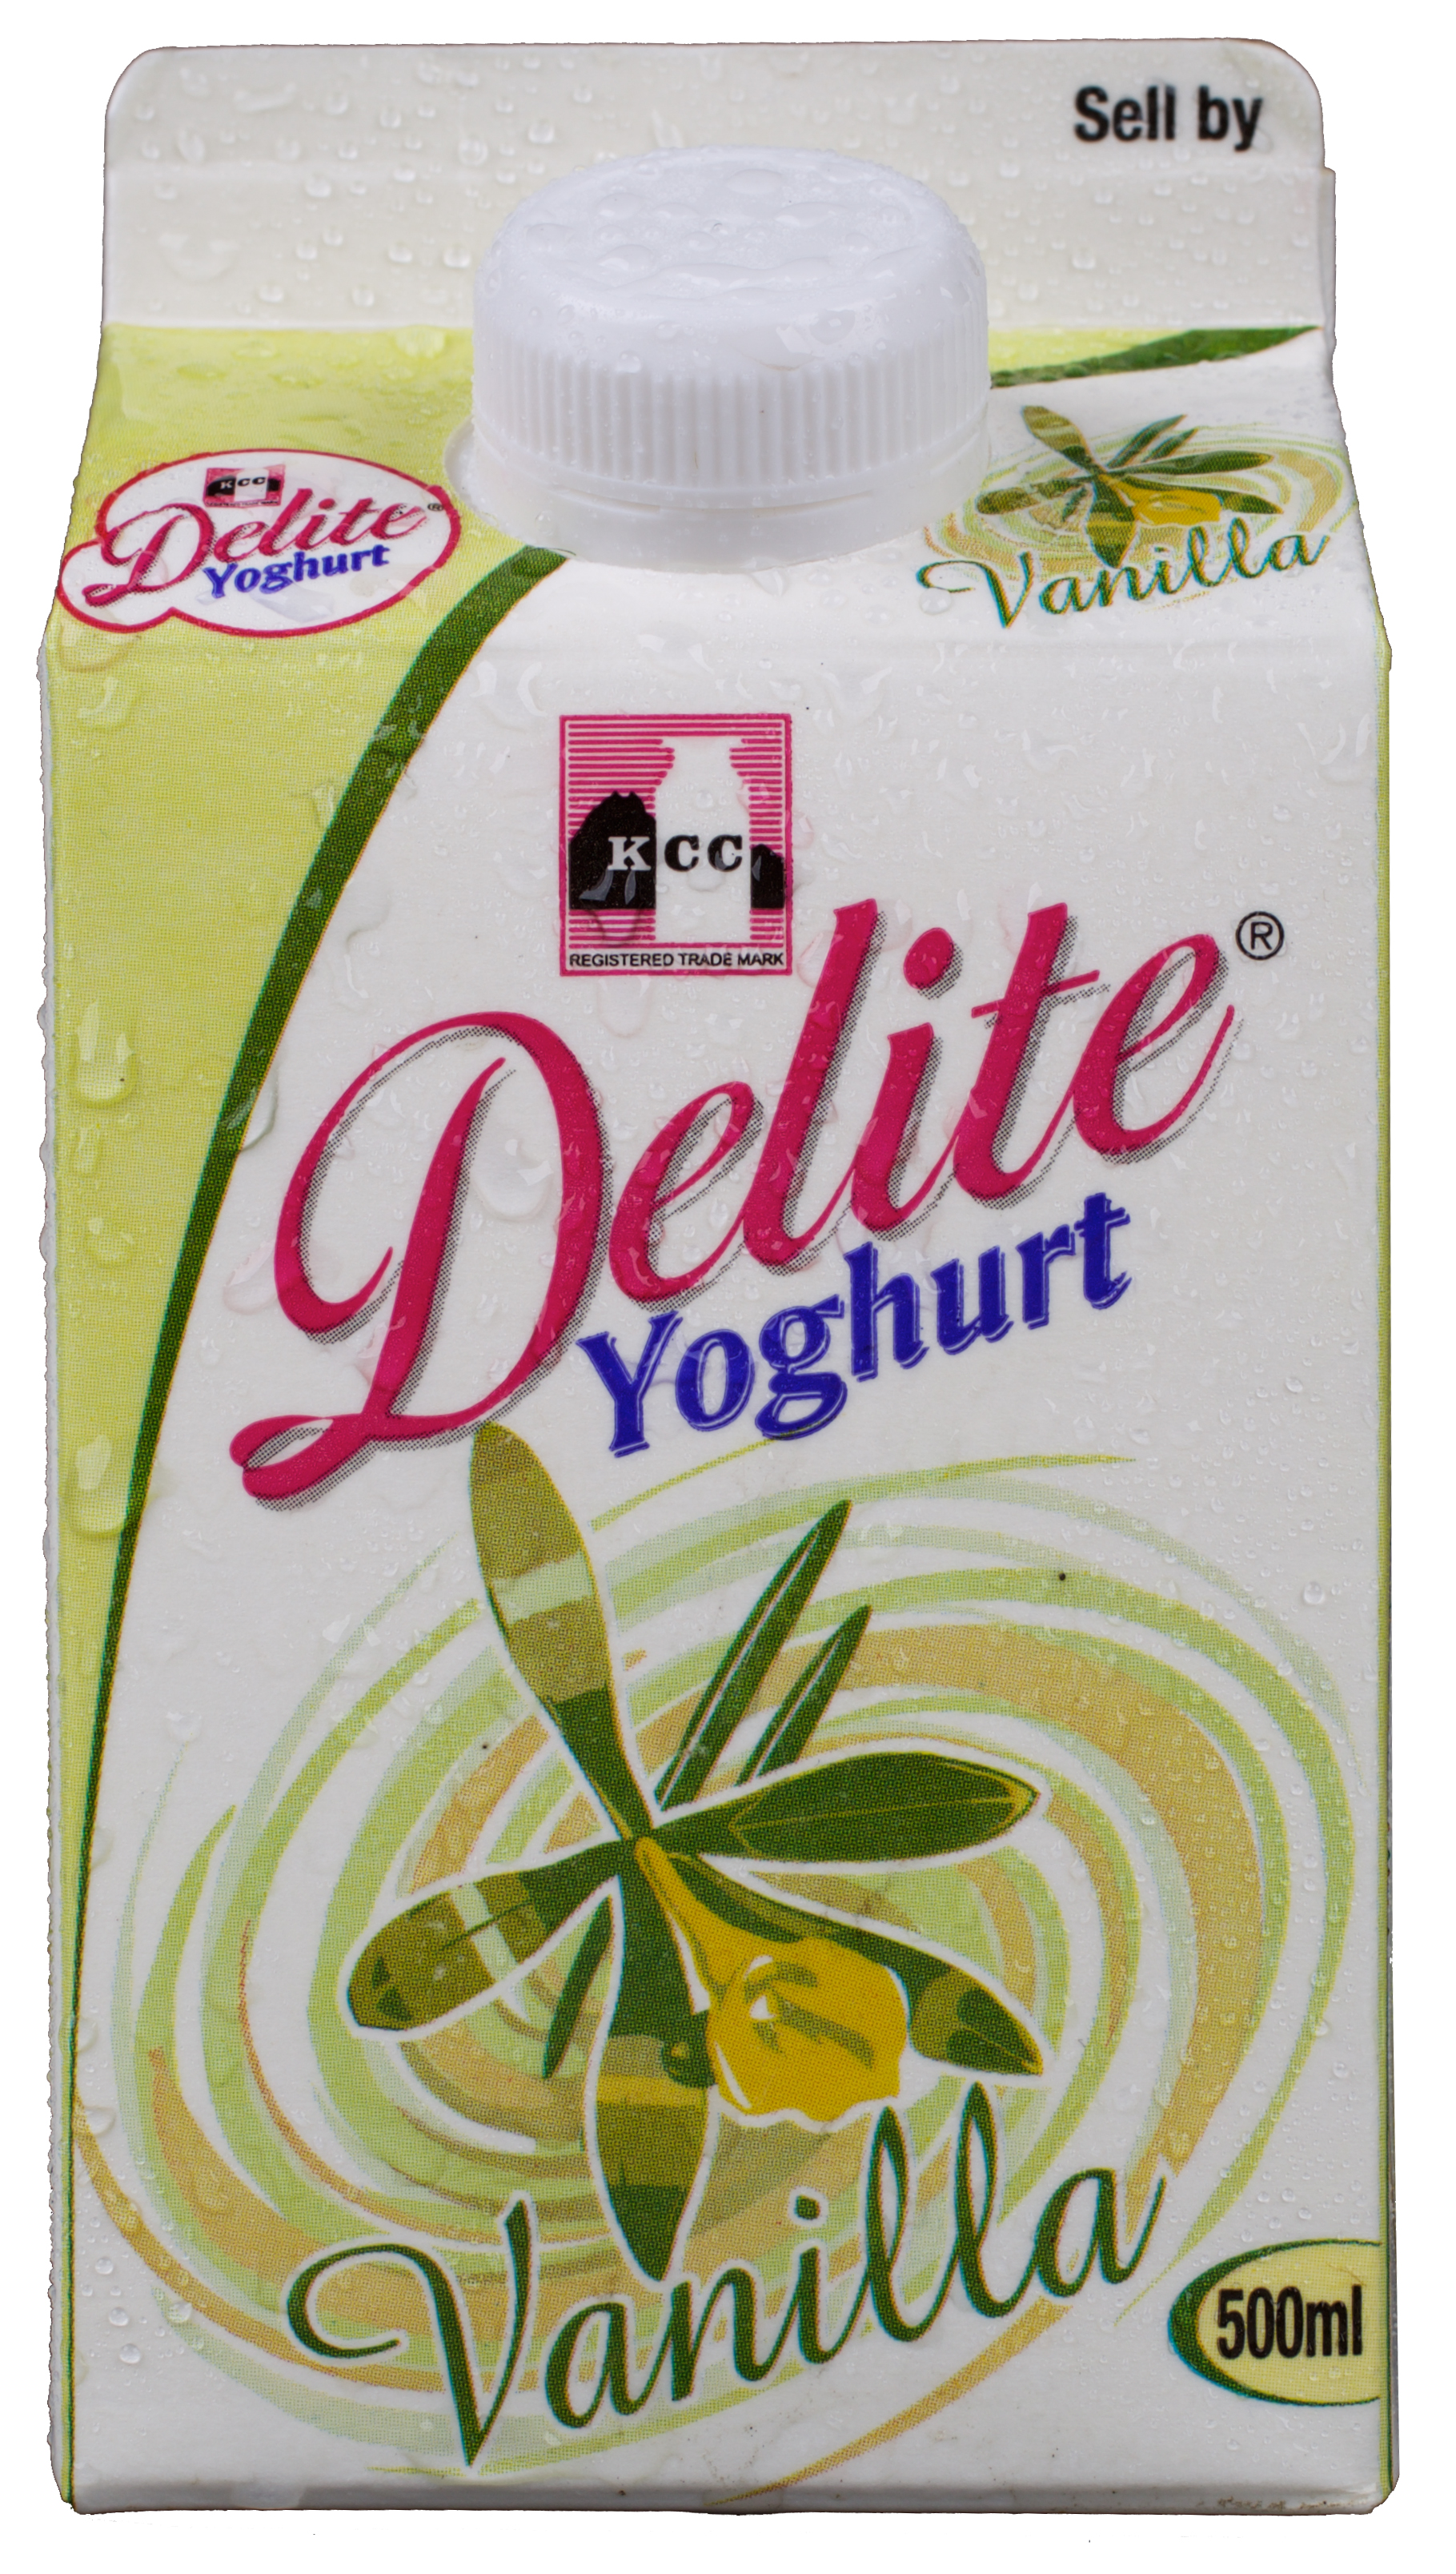 Sell by
KCC
Delite®
Yoghurt
Vanilla
KCC
REGISTERED TRADE MARK
Delite®
Yoghurt
Vanilla
500ml